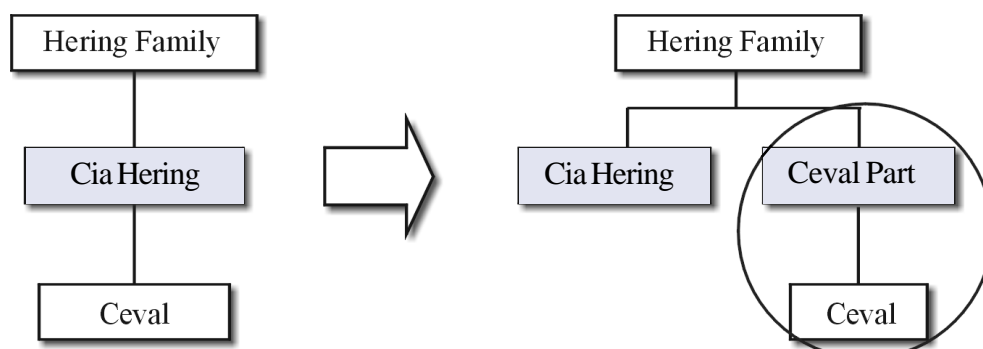 Hering Family
Cia Hering
Ceval
Hering Family
Cia Hering
Ceval Part
Ceval